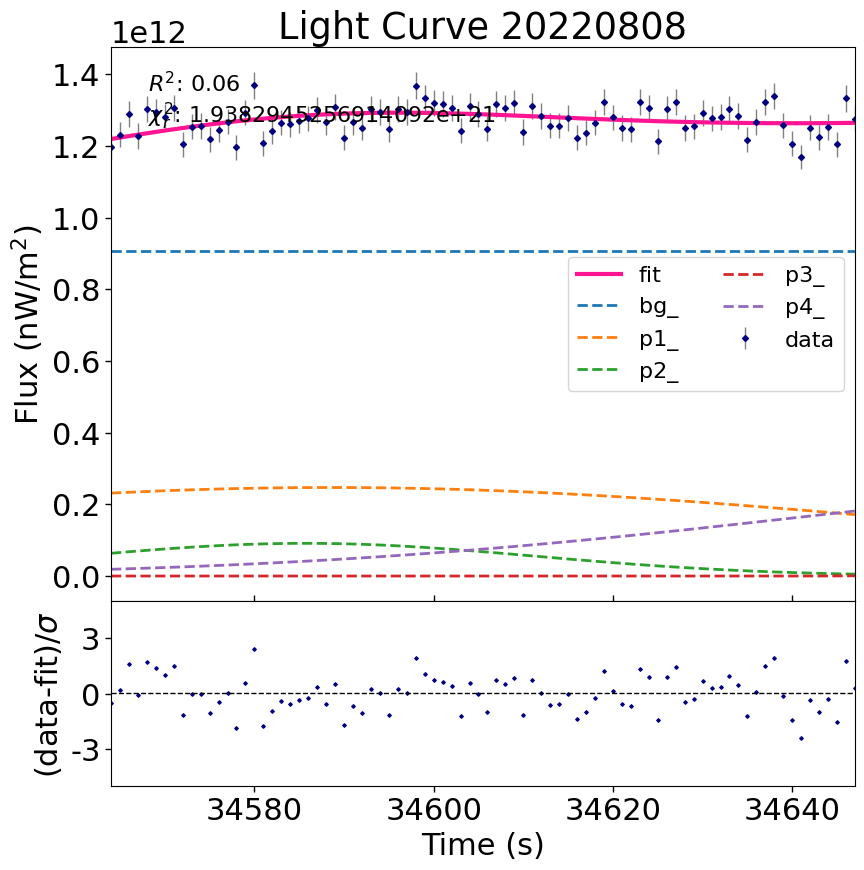 Light Curve 20220808
1e12
R²: 0.06
χ²ᵣ: 1.9382945256914092e+21
1.4
1.2
1.0
0.8
0.6
0.4
0.2
0.0
Flux (nW/m²)
fit
bg_
p1_
p2_
p3_
p4_
data
3
0
-3
(data-fit)/σ
34580
34600
34620
34640
Time (s)